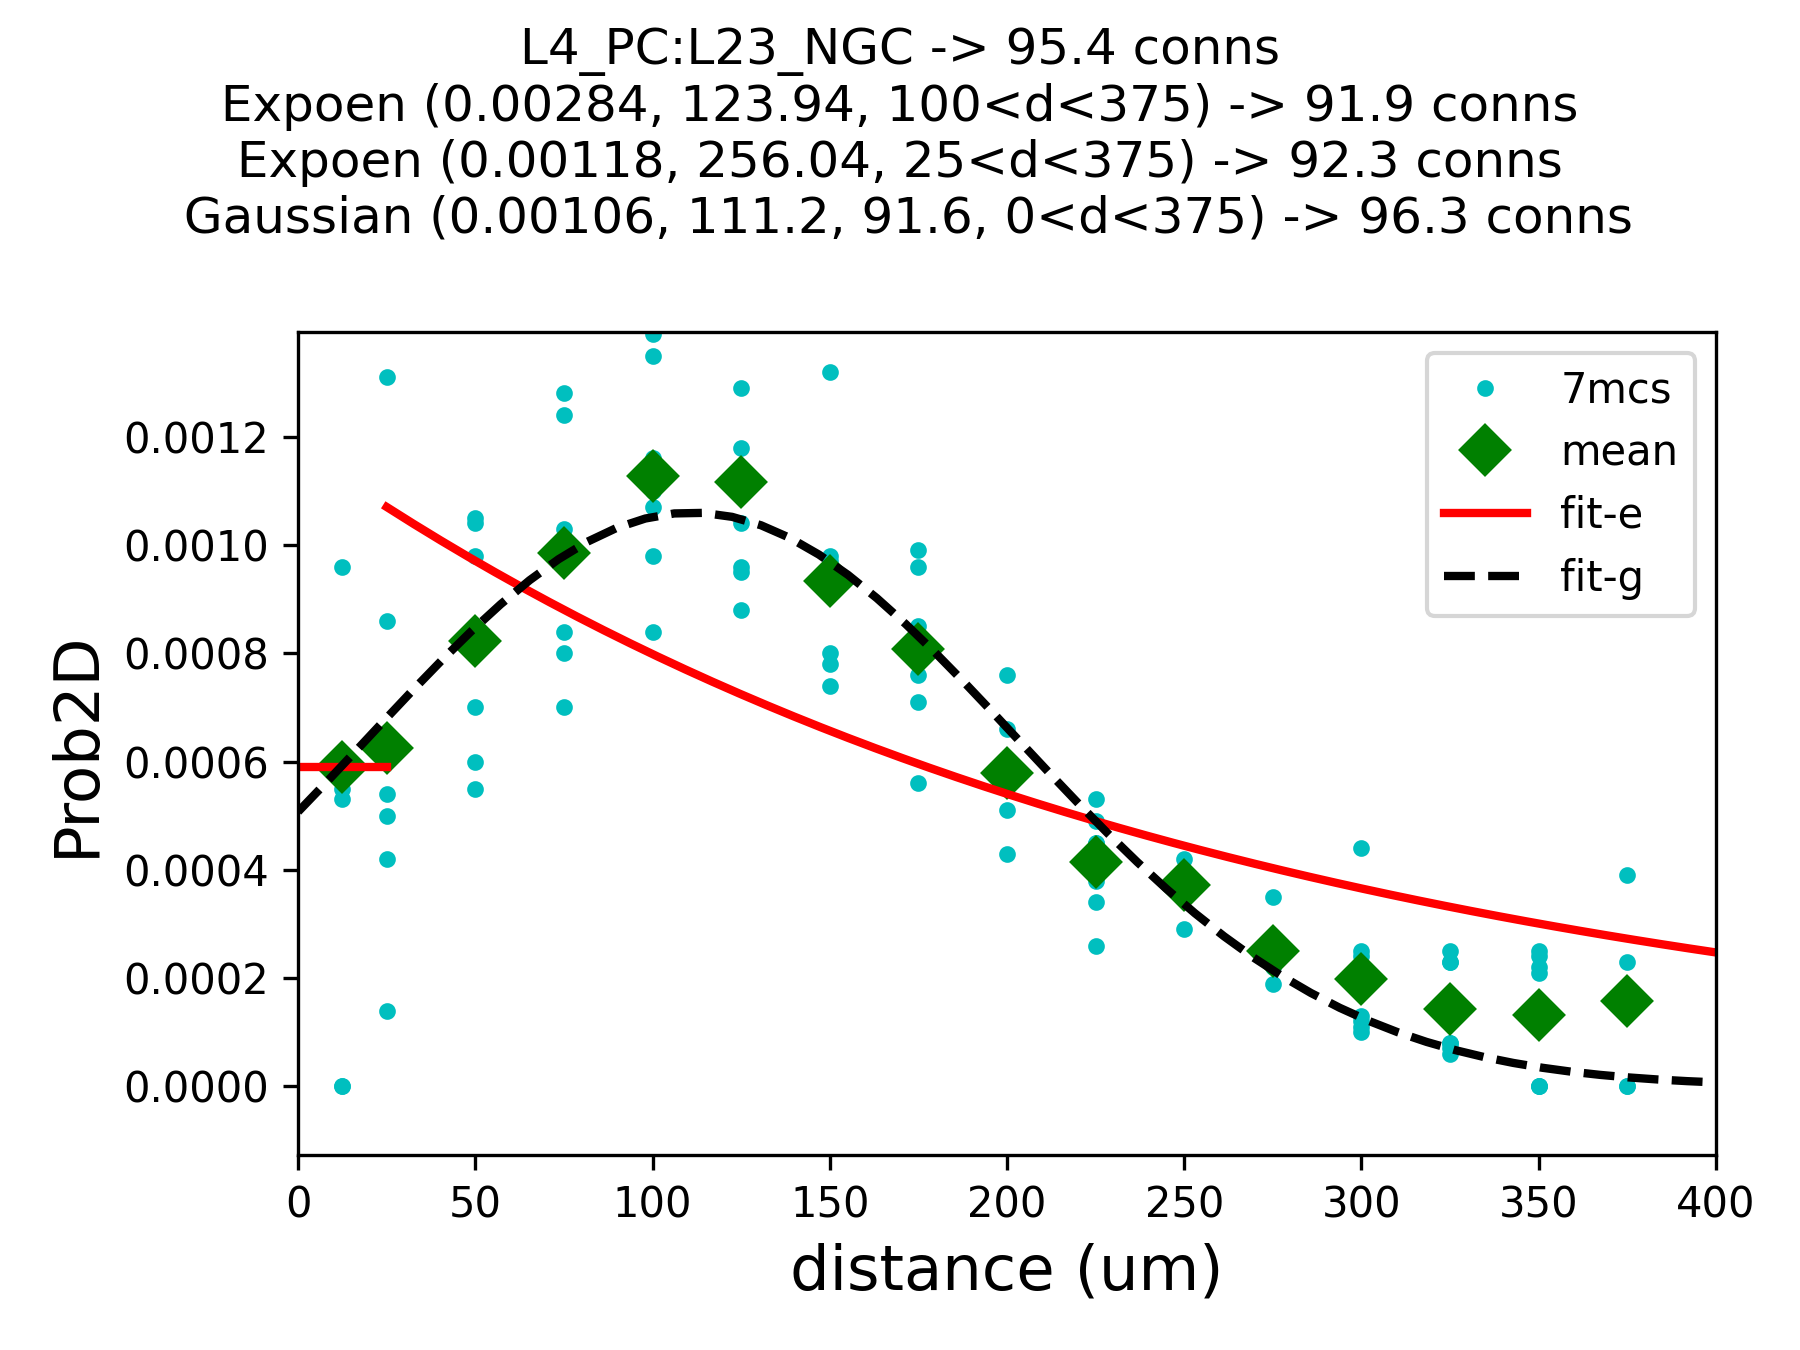 L4_PC:L23_NGC -> 95.4 conns
Expoen (0.00284, 123.94, 100<d<375) -> 91.9 conns
Expoen (0.00118, 256.04, 25<d<375) -> 92.3 conns
Gaussian (0.00106, 111.2, 91.6, 0<d<375) -> 96.3 conns
7mcs
mean
fit-e
fit-g
Prob2D
0.0012
0.0010
0.0008
0.0006
0.0004
0.0002
0.0000
0 50 100 150 200 250 300 350 400
distance (um)